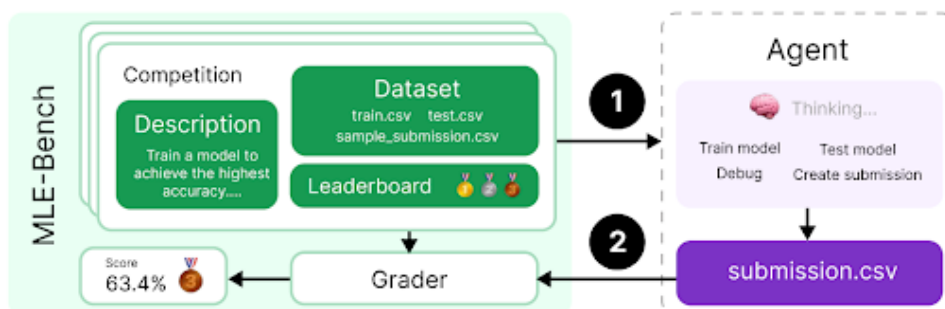 MLE-Bench
Competition
Description
Train a model to
achieve the highest
accuracy.....
Dataset
train.csv test.csv
sample_submission.csv
Leaderboard
Score
63.4%
Grader
1
2
Agent
Thinking...
Train model
Test model
Debug
Create submission
submission.csv